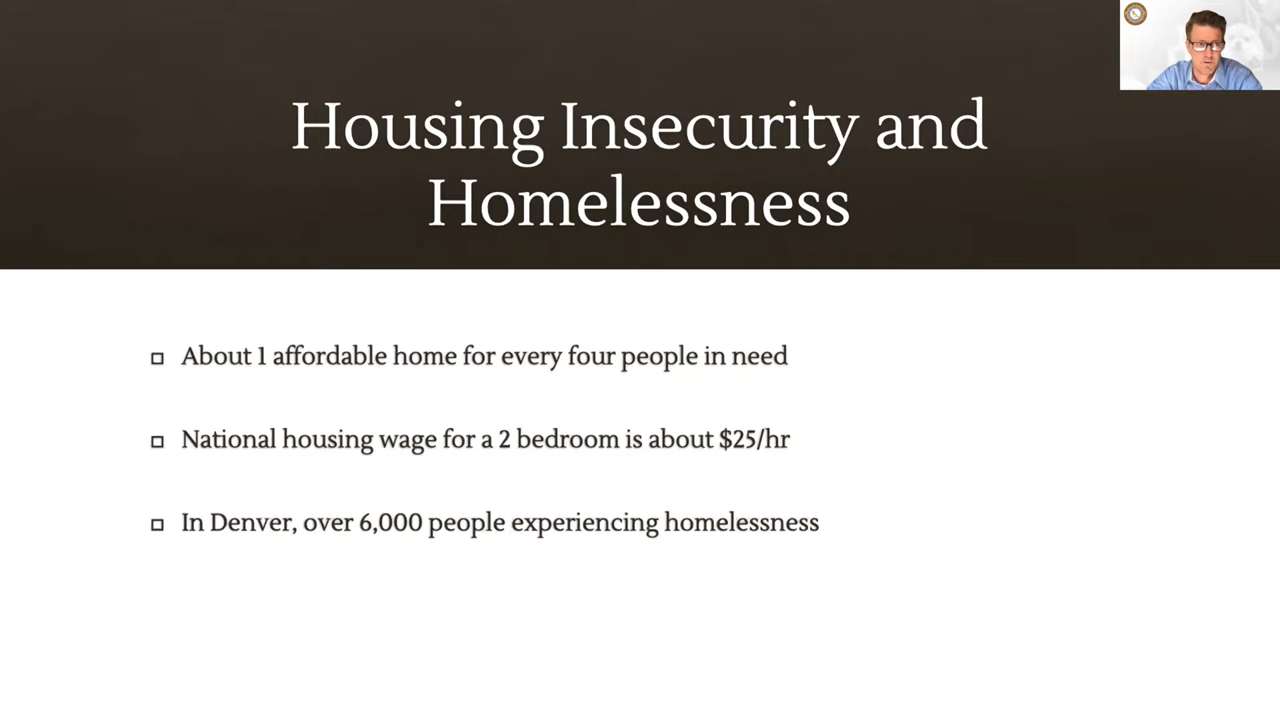 Housing Insecurity and
Homelessness
About 1 affordable home for every four people in need
National housing wage for a 2 bedroom is about $25/hr
In Denver, over 6,000 people experiencing homelessness